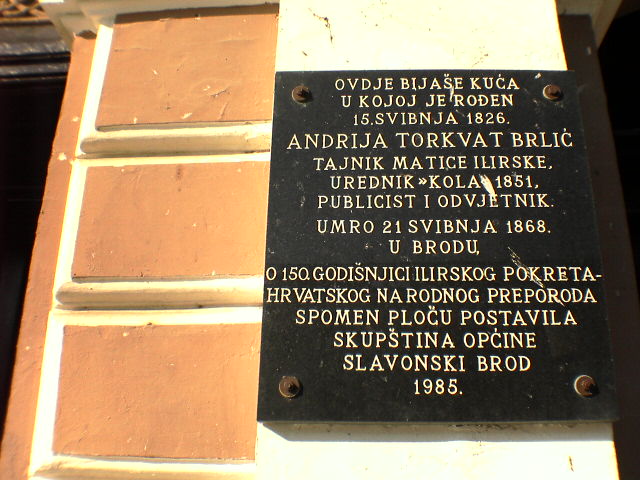 OVDJE BIJAŠE KUĆA
U KOJOJ JE ROĐEN
15.SVIBNJA 1826.
ANDRIJA TORKVAT BRLIĆ
TAJNIK MATICE ILIRSKE,
UREDNIK »KOLA« 1851,
PUBLICIST I ODVJETNIK.
UMRO 21 SVIBNJA 1868.
U BRODU,
O 150.GODIŠNJICI ILIRSKOG POKRETA-
HRVATSKOG NARODNOG PREPORODA
SPOMEN PLOČU POSTAVILA
SKUPŠTINA OPĆINE
SLAVONSKI BROD
1985.